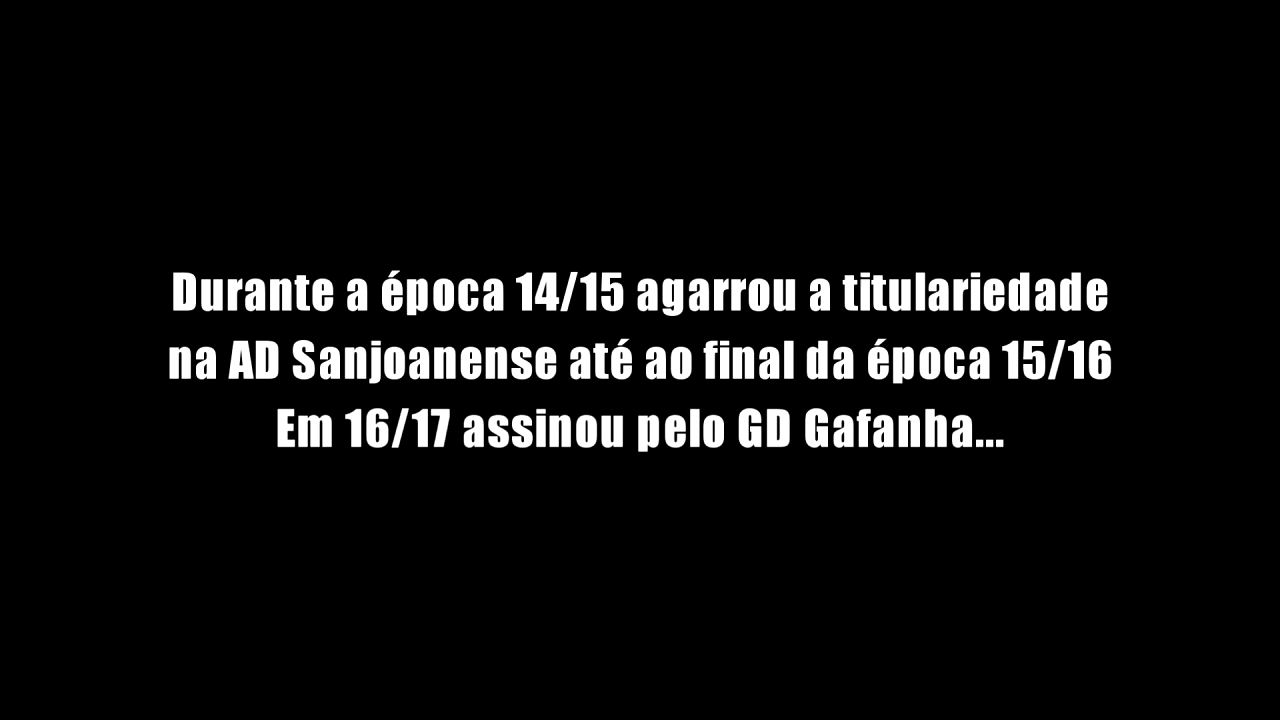 Durante a época 14/15 agarrou a titulariedade
na AD Sanjoanense até ao final da época 15/16
Em 16/17 assinou pelo GD Gafanha...